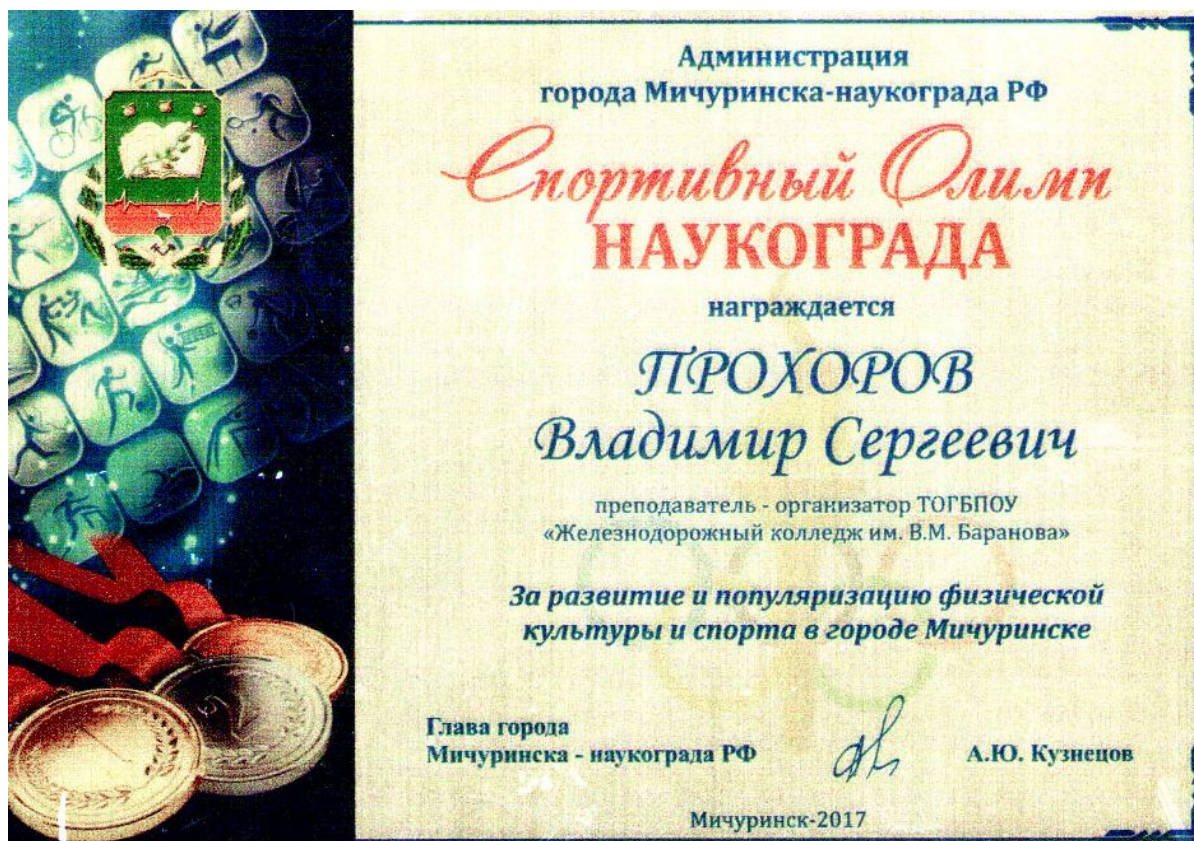 Администрация
города Мичуринска-наукограда РФ
Спортивный Олимп
НАУКОГРАДА
награждается
ПРОХОРОВ
Владимир Сергеевич
преподаватель - организатор ТОГБПОУ
«Железнодорожный колледж им. В.М. Баранова»
За развитие и популяризацию физической
культуры и спорта в городе Мичуринске
Глава города
Мичуринска - наукограда РФ А.Ю. Кузнецов
Мичуринск-2017